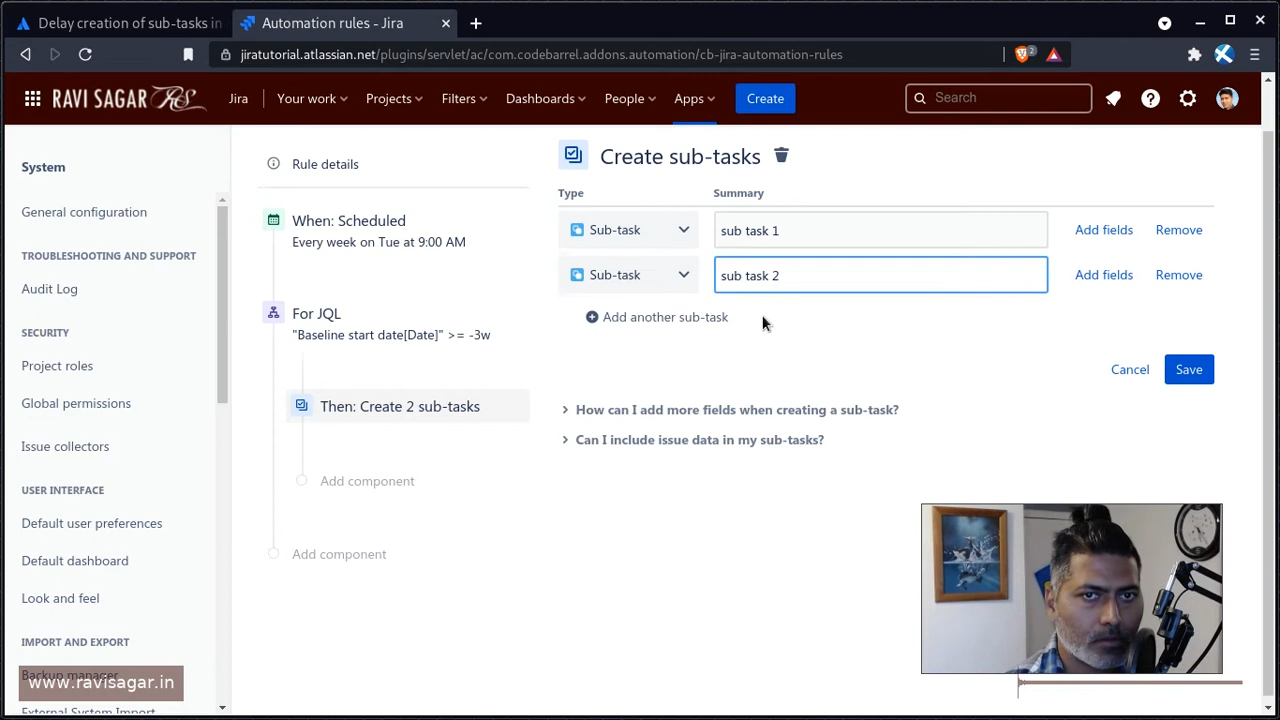 Delay creation of sub-tasks in
Automation rules - Jira
jiratutorial.atlassian.net/plugins/servlet/ac/com.codebarrel.addons.automation/cb-jira-automation-rules
2
RAVI SAGAR RS
Jira
Your work
Projects
Filters
Dashboards
People
Apps
Create
Search
System
General configuration
TROUBLESHOOTING AND SUPPORT
Audit Log
SECURITY
Project roles
Global permissions
Issue collectors
USER INTERFACE
Default user preferences
Default dashboard
Look and feel
IMPORT AND EXPORT
Backup manager
www.ravisagar.in
External System Import
Rule details
When: Scheduled
Every week on Tue at 9:00 AM
For JQL
"Baseline start date[Date]" >= -3w
Then: Create 2 sub-tasks
Add component
Add component
Create sub-tasks
Type Summary
Sub-task sub task 1 Add fields Remove
Sub-task sub task 2 Add fields Remove
Add another sub-task
Cancel Save
How can I add more fields when creating a sub-task?
Can I include issue data in my sub-tasks?